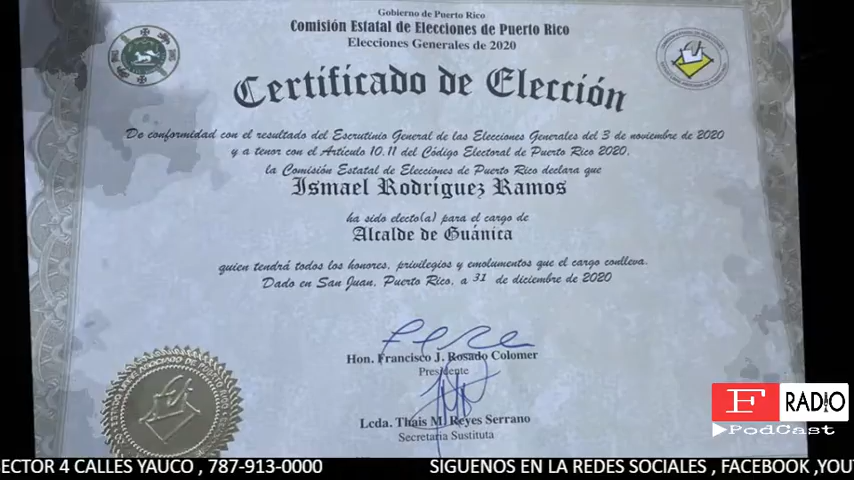 Gobierno de Puerto Rico
Comisión Estatal de Elecciones de Puerto Rico
Elecciones Generales de 2020
Certificado de Elección
De conformidad con el resultado del Escrutinio General de las Elecciones Generales del 3 de noviembre de 2020
y a tenor con el Artículo 10.11 del Código Electoral de Puerto Rico 2020,
la Comisión Estatal de Elecciones de Puerto Rico declara que
Ismael Rodríguez Ramos
ha sido electo(a) para el cargo de
Alcalde de Guánica
quien tendrá todos los honores, privilegios y emolumentos que el cargo conlleva.
Dado en San Juan, Puerto Rico, a 31 de diciembre de 2020
Hon. Francisco J. Rosado Colomer
Presidente
Lcda. Thais M. Reyes Serrano
Secretaria Sustituta
F RADIO
PodCast
ECTOR 4 CALLES YAUCO , 787-913-0000 SIGUENOS EN LA REDES SOCIALES , FACEBOOK ,YOU